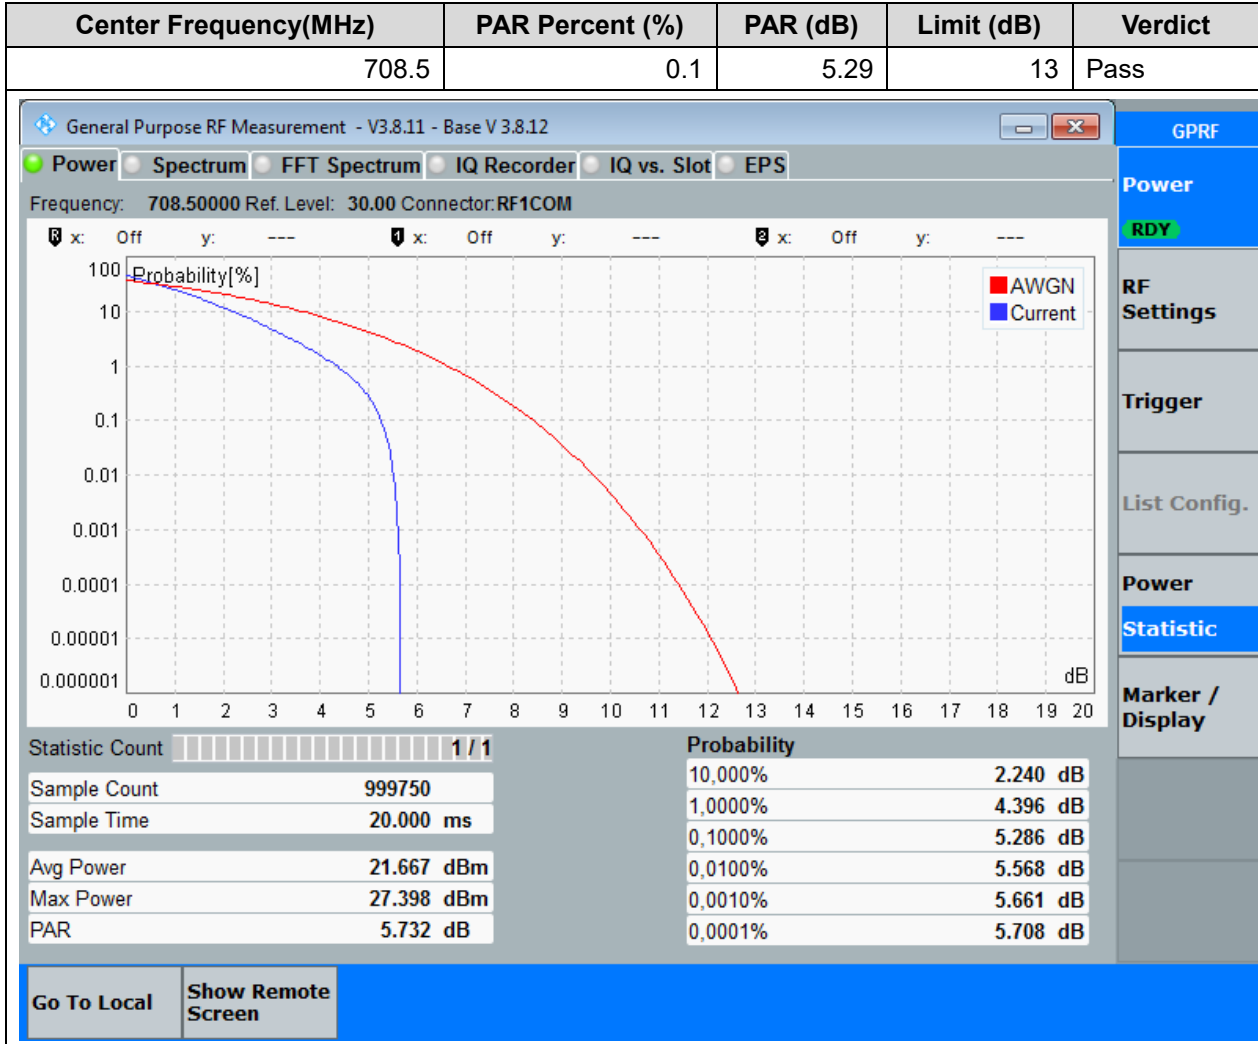 Center Frequency(MHz) PAR Percent (%) PAR (dB) Limit (dB) Verdict
708.5 0.1 5.29 13 Pass
General Purpose RF Measurement - V3.8.11 - Base V 3.8.12
GPRF
Power Spectrum FFT Spectrum IQ Recorder IQ vs. Slot EPS
Power
RDY
Frequency: 708.50000 Ref. Level: 30.00 Connector:RF1COM
R x: Off y: --- 1 x: Off y: --- 2 x: Off y: ---
Probability[%]
AWGN
Current
100
10
1
0.1
0.01
0.001
0.0001
0.00001
0.000001
dB
0 1 2 3 4 5 6 7 8 9 10 11 12 13 14 15 16 17 18 19 20
RF
Settings
Trigger
List Config.
Power
Statistic
Marker /
Display
Statistic Count 1 / 1
Sample Count 999750
Sample Time 20.000 ms
Avg Power 21.667 dBm
Max Power 27.398 dBm
PAR 5.732 dB
Probability
10,000% 2.240 dB
1,0000% 4.396 dB
0,1000% 5.286 dB
0,0100% 5.568 dB
0,0010% 5.661 dB
0,0001% 5.708 dB
Go To Local
Show Remote
Screen